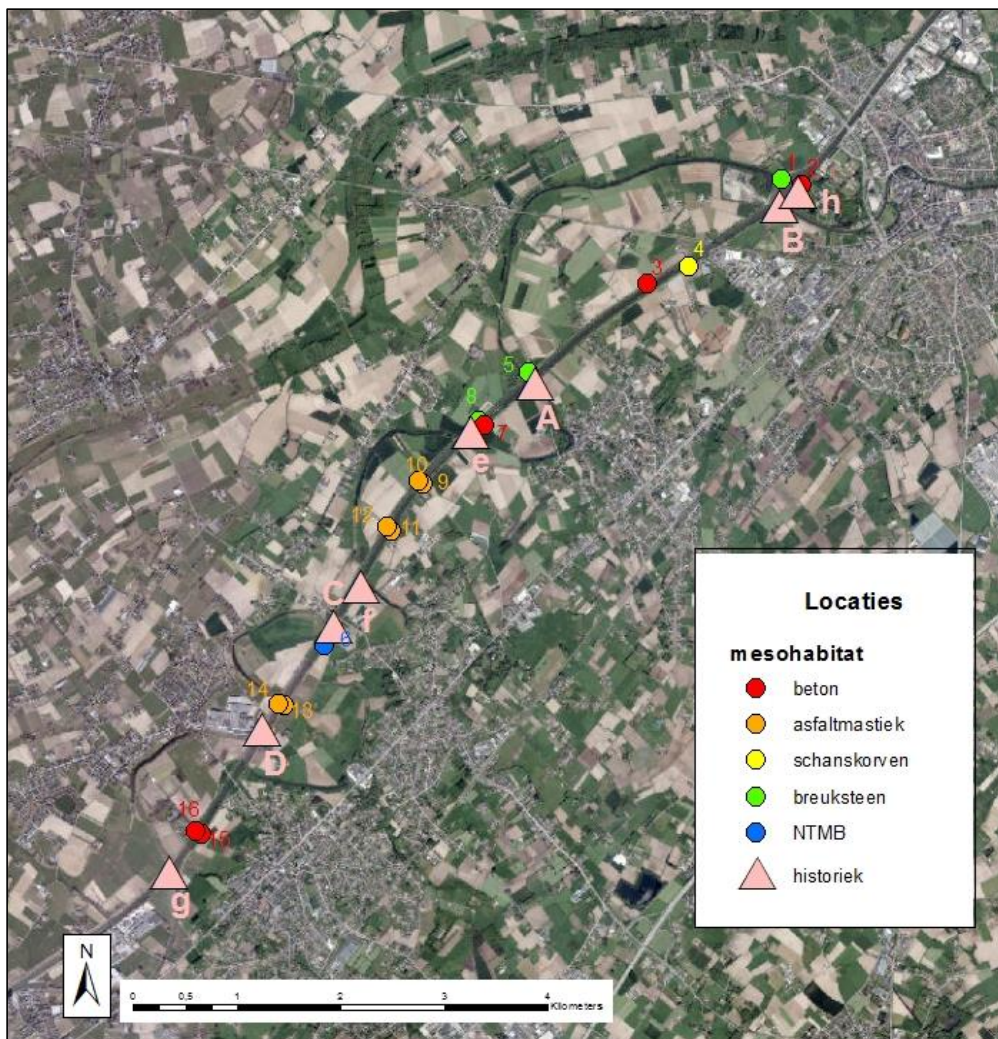 1 2
h
B
4
3
5
A
8
7
e
10 9
12 11
C f
6
14 13
D
16 15
g
Locaties
mesohabitat
beton
asfaltmastiek
schanskorven
breuksteen
NTMB
historiek
N
0 0,5 1 2 3 4
Kilometers